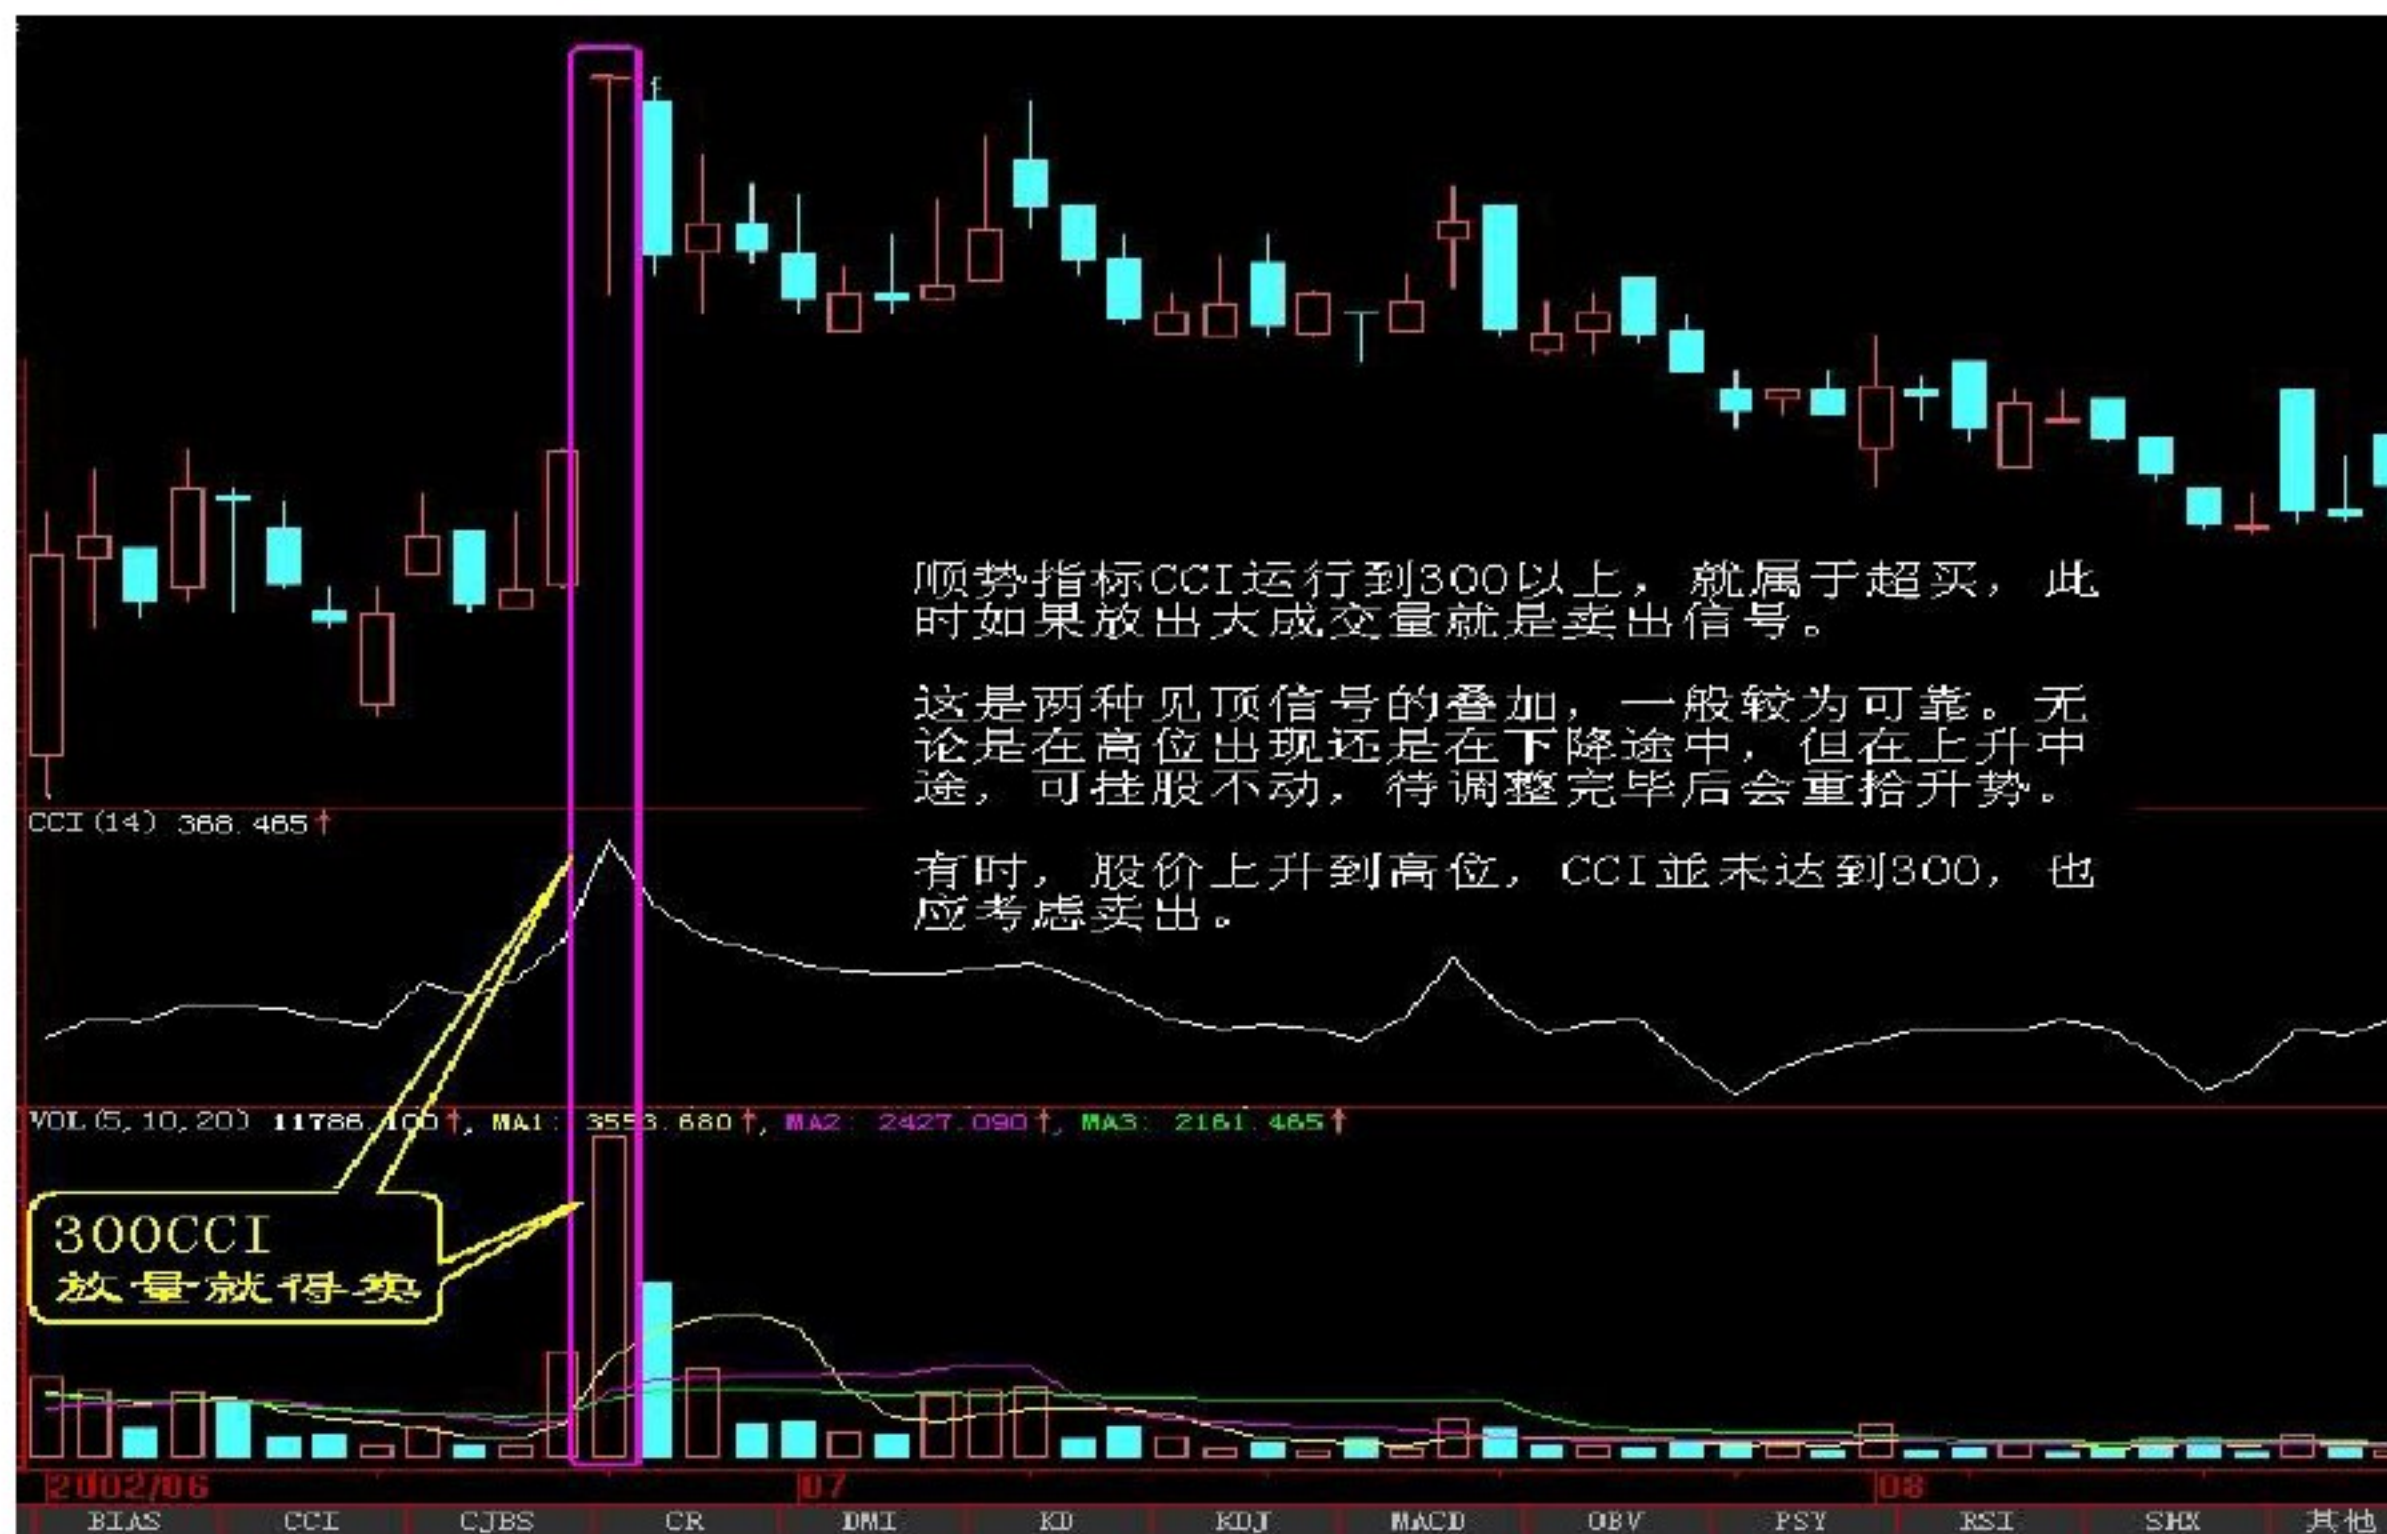 顺势指标CCI运行到300以上，就属于超买，此
时如果放出大成交量就是卖出信号。
这是两种见顶信号的叠加，一般较为可靠。无
论是在高位出现还是在下降途中，但在上升中
途，可挂股不动，待调整完毕后会重拾升势。
有时，股价上升到高位，CCI並未达到300，也
应考虑卖出。
CCI(14) 368.465↑
VOL(5,10,20) 11786.100↑, MA1: 3553.680↑, MA2: 2427.090↑, MA3: 2161.465↑
300CCI
放量就得卖
2002/06 07 08
BIAS CCI CJBS CR DMI KD KDJ MACD OBV PSY RSI SHX 其他